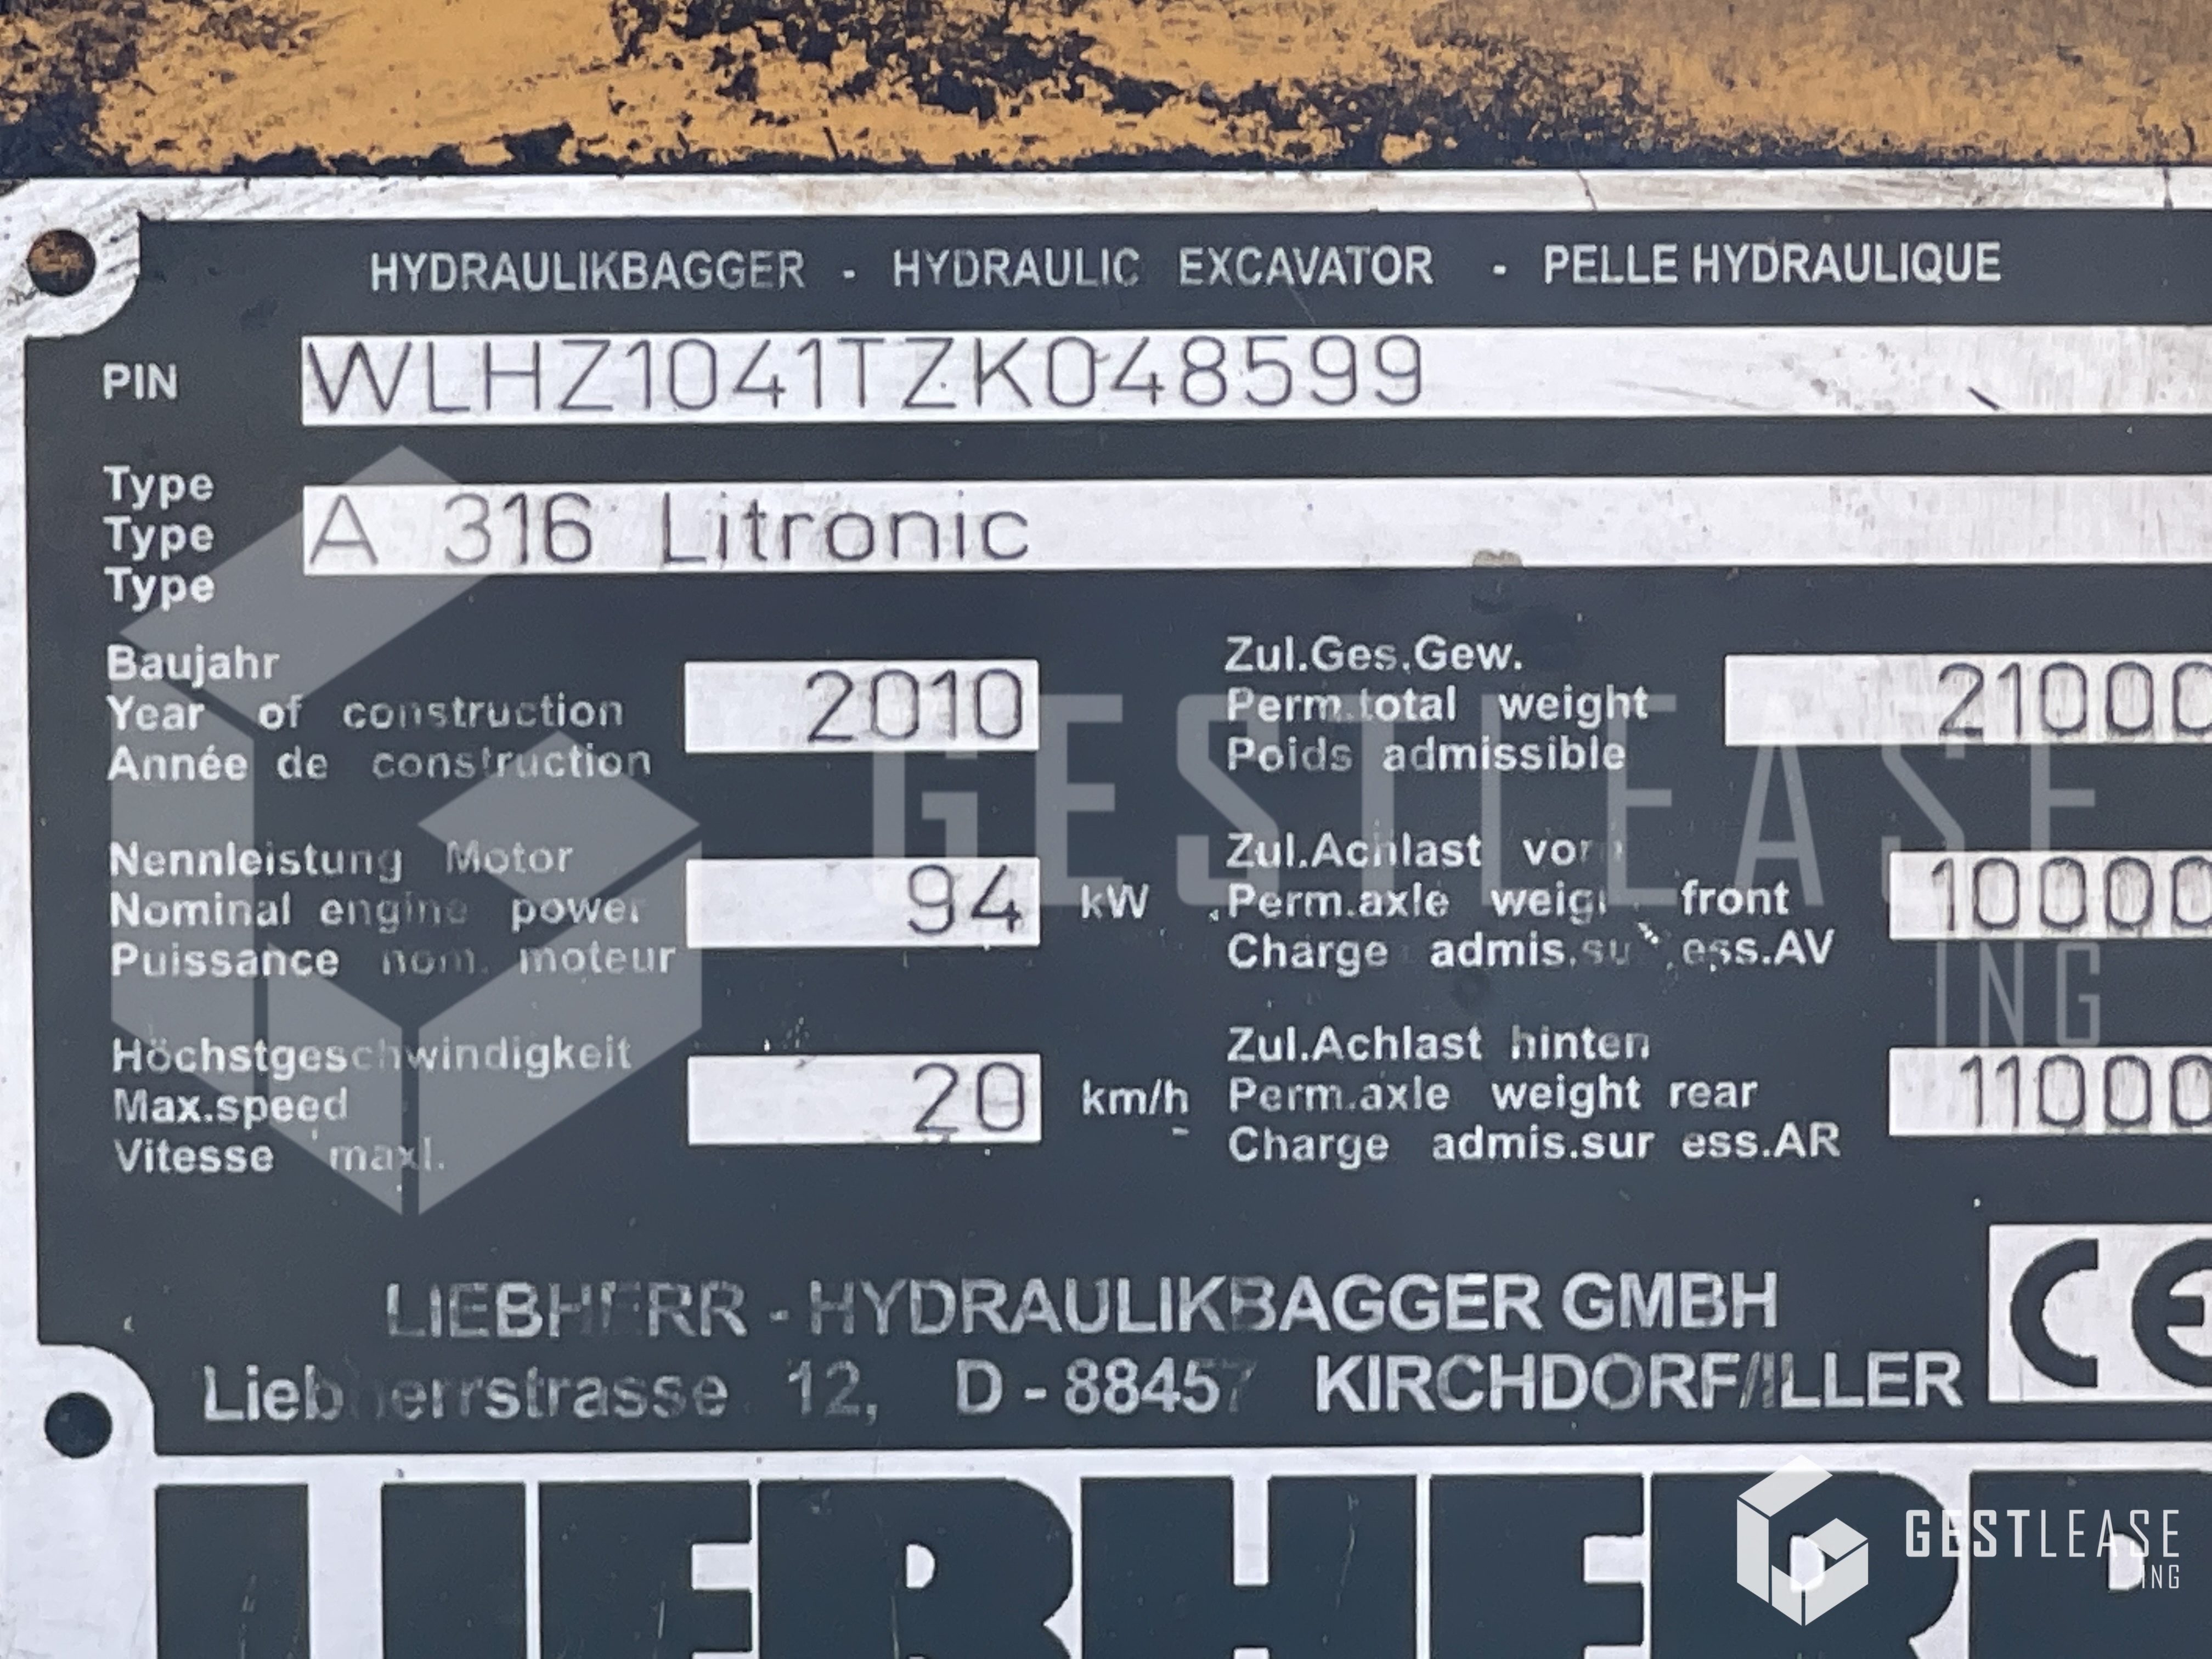 HYDRAULIKBAGGER - HYDRAULIC EXCAVATOR - PELLE HYDRAULIQUE
PIN WLHZ1041TZK048599
Type
Type A 316 Litronic
Type
Baujahr
Year of construction 2010
Année de construction
Zul.Ges.Gew.
Perm.total weight 21000
Poids admissible
Nennleistung Motor
Nominal engine power 94 kW
Puissance nom. moteur
Zul.Achlast vorn
Perm.axle weight front 10000
Charge admis.sur ess.AV
Höchstgeschwindigkeit
Max.speed 20 km/h
Vitesse maxl.
Zul.Achlast hinten
Perm.axle weight rear 11000
Charge admis.sur ess.AR
GESTLEASE
ING
LIEBHERR - HYDRAULIKBAGGER GMBH
Liebherrstrasse 12, D - 88457 KIRCHDORF/ILLER
CE
LIEBHERR
GESTLEASE
ING